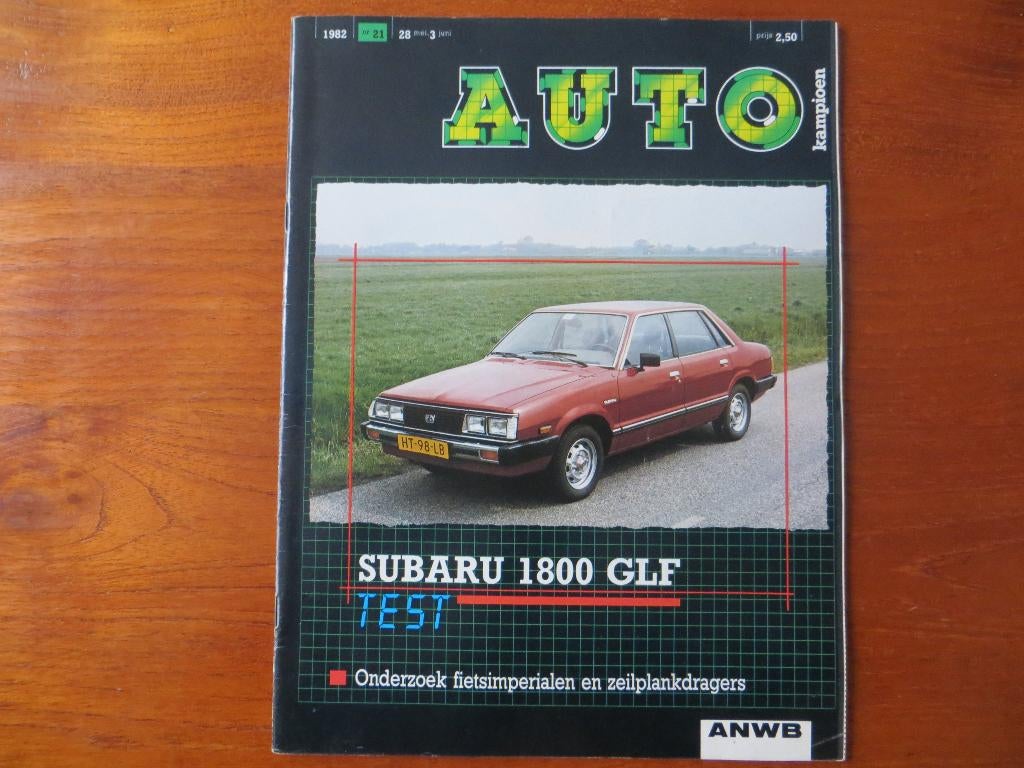 1982 nr 21 28 mei. 3 juni prijs 2,50
AUTO
kampioen
HT-98-LB
SUBARU 1800 GLF
TEST
Onderzoek fietsimperialen en zeilplankdragers
ANWB